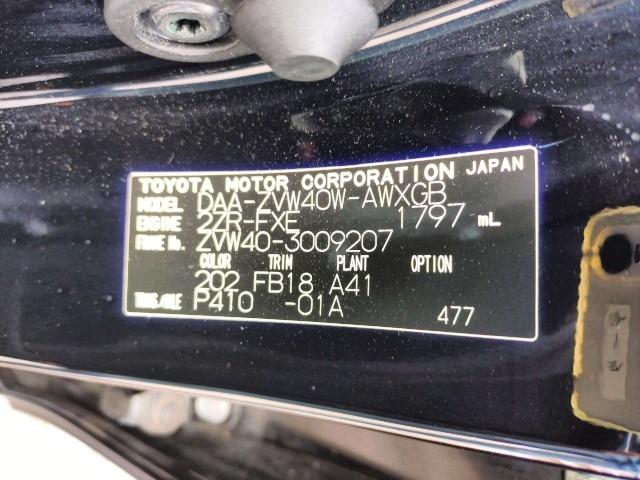 TOYOTA MOTOR CORPORATION JAPAN
MODEL DAA-ZVW40W-AWXGB
ENGINE 2ZR-FXE 1797 mL
FRAME No. ZVW40-3009207
COLOR TRIM PLANT OPTION
202 FB18 A41
TRANS./AXLE P410 -01A 477